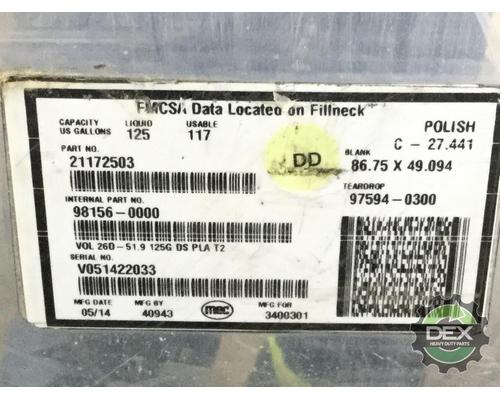 FMCSA Data Located on Fillneck
CAPACITY LIQUID USABLE
US GALLONS 125 117
POLISH
C - 27.441
PART NO.
21172503
DD
BLANK
86.75 X 49.094
TEARDROP
97594-0300
INTERNAL PART NO.
98156-0000
VOL 26D-51.9 125G DS PLA T2
SERIAL NO.
V051422033
MFG DATE MFG BY mec MFG FOR
05/14 40943 3400301
DEX
HEAVY DUTY PARTS